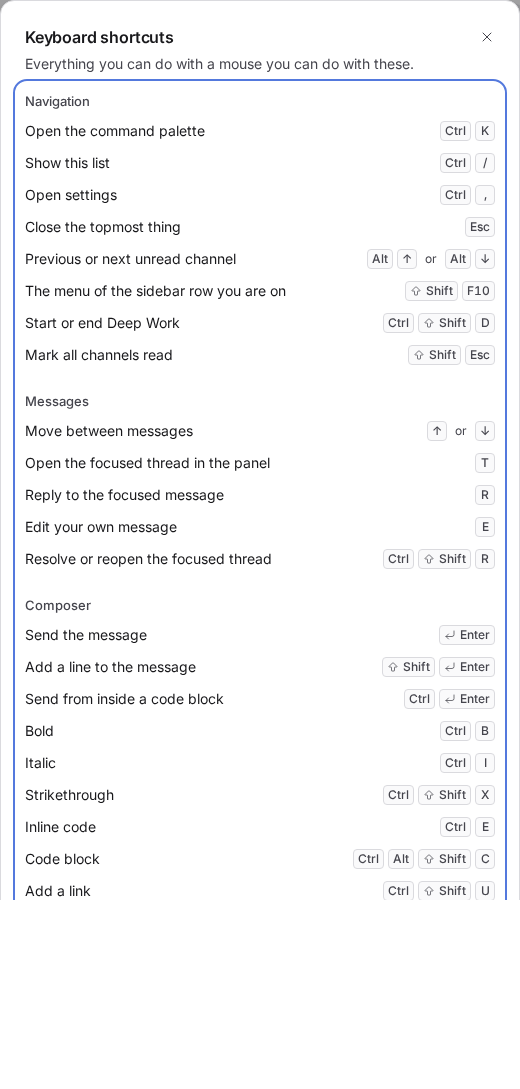 Keyboard shortcuts
Everything you can do with a mouse you can do with these.
Navigation
Open the command palette Ctrl K
Show this list Ctrl /
Open settings Ctrl ,
Close the topmost thing Esc
Previous or next unread channel Alt ↑ or Alt ↓
The menu of the sidebar row you are on ⇧ Shift F10
Start or end Deep Work Ctrl ⇧ Shift D
Mark all channels read ⇧ Shift Esc
Messages
Move between messages ↑ or ↓
Open the focused thread in the panel T
Reply to the focused message R
Edit your own message E
Resolve or reopen the focused thread Ctrl ⇧ Shift R
Composer
Send the message ↵ Enter
Add a line to the message ⇧ Shift ↵ Enter
Send from inside a code block Ctrl ↵ Enter
Bold Ctrl B
Italic Ctrl I
Strikethrough Ctrl ⇧ Shift X
Inline code Ctrl E
Code block Ctrl Alt ⇧ Shift C
Add a link Ctrl ⇧ Shift U